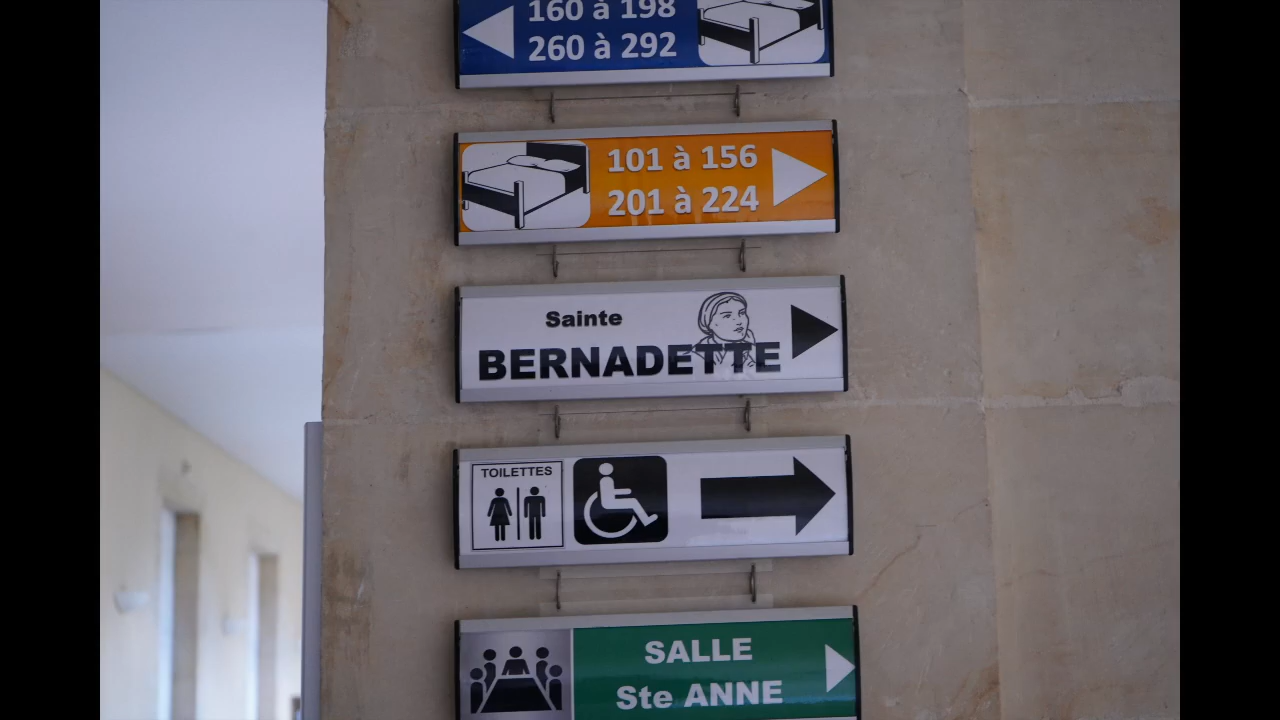 160 à 198
260 à 292
101 à 156
201 à 224
Sainte
BERNADETTE
TOILETTES
SALLE
Ste ANNE